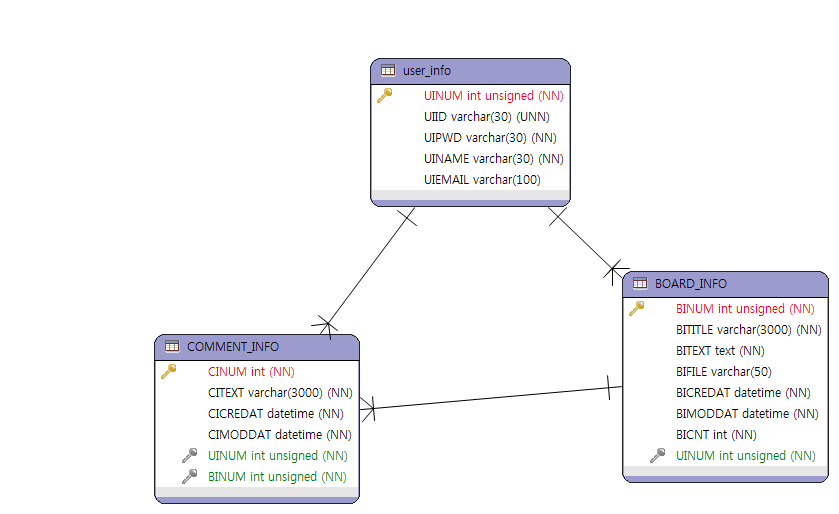 user_info
UINUM int unsigned (NN)
UIID varchar(30) (UNN)
UIPWD varchar(30) (NN)
UINAME varchar(30) (NN)
UIEMAIL varchar(100)
BOARD_INFO
BINUM int unsigned (NN)
BITITLE varchar(3000) (NN)
BITEXT text (NN)
BIFILE varchar(50)
BICREDAT datetime (NN)
BIMODDAT datetime (NN)
BICNT int (NN)
UINUM int unsigned (NN)
COMMENT_INFO
CINUM int (NN)
CITEXT varchar(3000) (NN)
CICREDAT datetime (NN)
CIMODDAT datetime (NN)
UINUM int unsigned (NN)
BINUM int unsigned (NN)